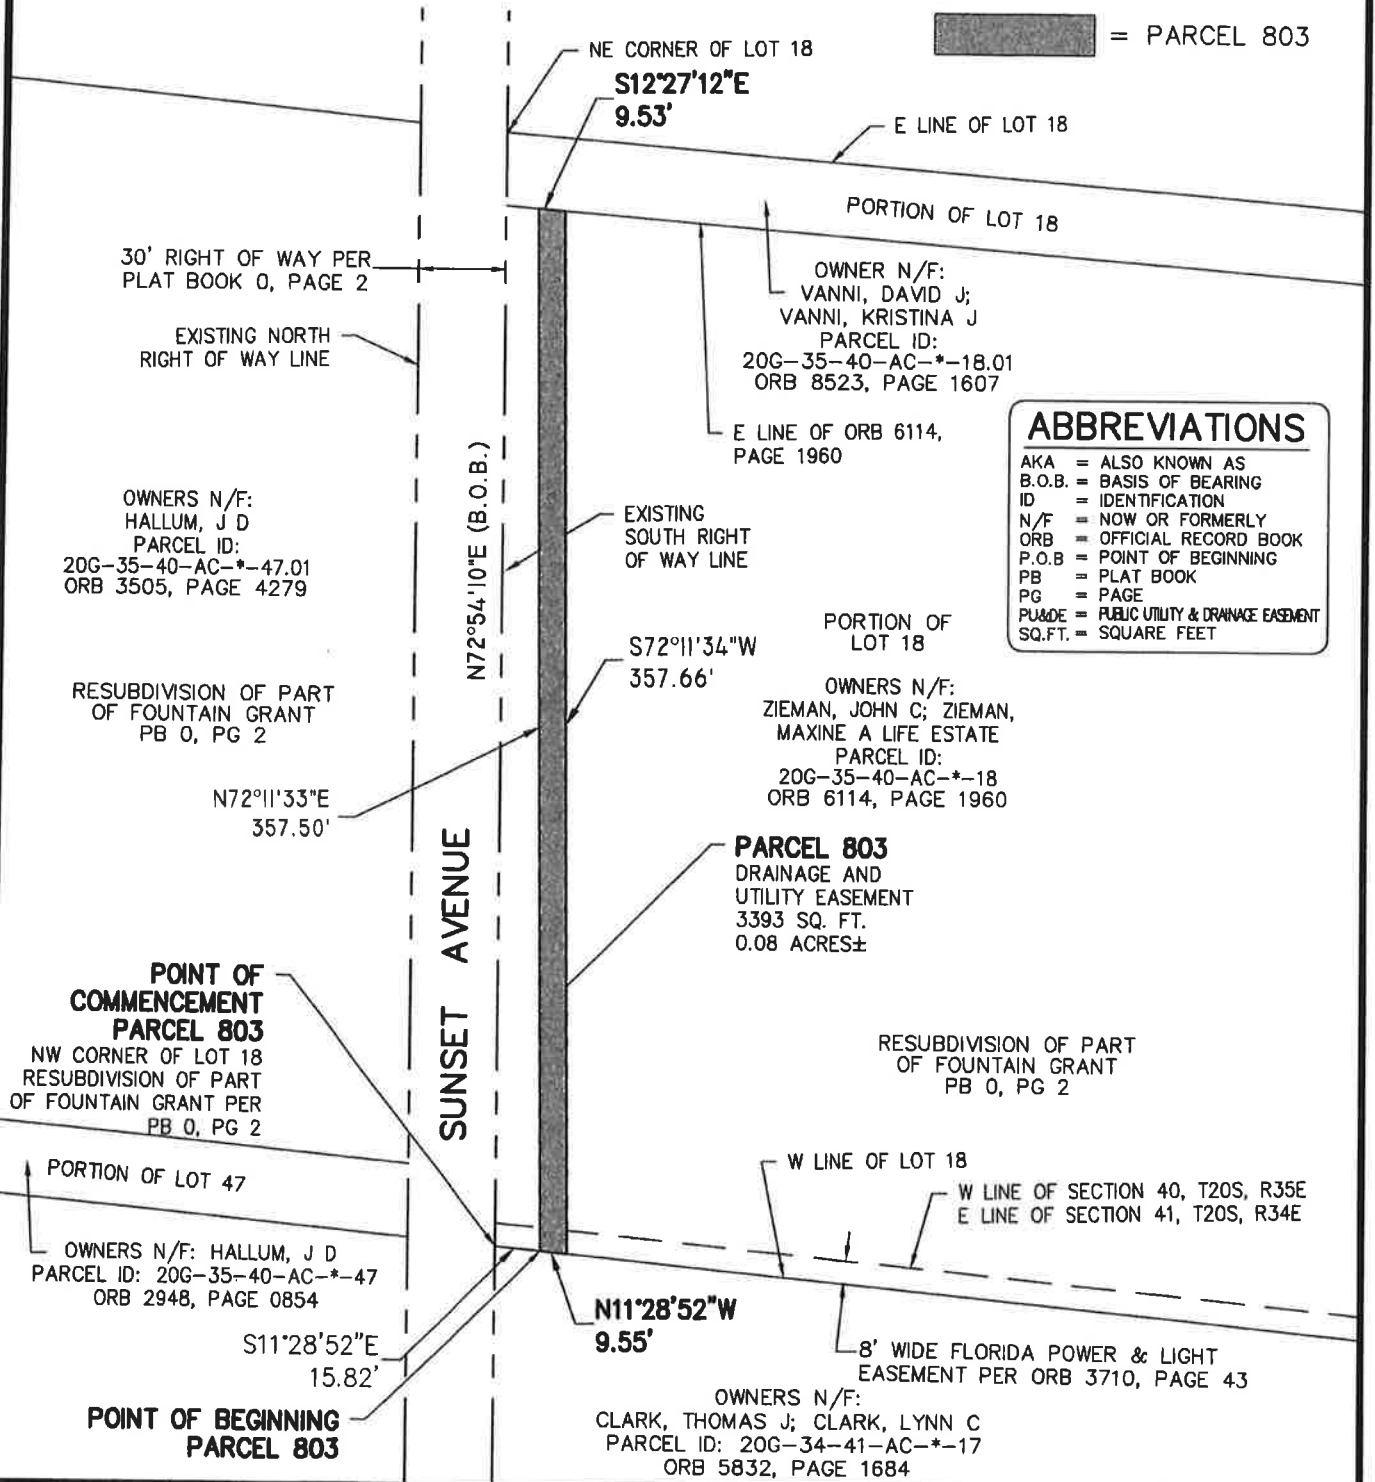 = PARCEL 803
NE CORNER OF LOT 18
S12°27'12"E
9.53'
E LINE OF LOT 18
PORTION OF LOT 18
30' RIGHT OF WAY PER
PLAT BOOK 0, PAGE 2
OWNER N/F:
VANNI, DAVID J;
VANNI, KRISTINA J
PARCEL ID:
20G-35-40-AC-*-18.01
ORB 8523, PAGE 1607
EXISTING NORTH
RIGHT OF WAY LINE
E LINE OF ORB 6114,
PAGE 1960
ABBREVIATIONS
AKA = ALSO KNOWN AS
B.O.B. = BASIS OF BEARING
ID = IDENTIFICATION
N/F = NOW OR FORMERLY
ORB = OFFICIAL RECORD BOOK
P.O.B = POINT OF BEGINNING
PB = PLAT BOOK
PG = PAGE
PU&DE = PUBLIC UTILITY & DRAINAGE EASEMENT
SQ.FT. = SQUARE FEET
N72°54'10"E (B.O.B.)
OWNERS N/F:
HALLUM, J D
PARCEL ID:
20G-35-40-AC-*-47.01
ORB 3505, PAGE 4279
EXISTING
SOUTH RIGHT
OF WAY LINE
PORTION OF
LOT 18
S72°11'34"W
357.66'
RESUBDIVISION OF PART
OF FOUNTAIN GRANT
PB 0, PG 2
OWNERS N/F:
ZIEMAN, JOHN C; ZIEMAN,
MAXINE A LIFE ESTATE
PARCEL ID:
20G-35-40-AC-*-18
ORB 6114, PAGE 1960
N72°11'33"E
357.50'
PARCEL 803
DRAINAGE AND
UTILITY EASEMENT
3393 SQ. FT.
0.08 ACRES±
SUNSET AVENUE
POINT OF
COMMENCEMENT
PARCEL 803
NW CORNER OF LOT 18
RESUBDIVISION OF PART
OF FOUNTAIN GRANT PER
PB 0, PG 2
RESUBDIVISION OF PART
OF FOUNTAIN GRANT
PB 0, PG 2
PORTION OF LOT 47
W LINE OF LOT 18
W LINE OF SECTION 40, T20S, R35E
E LINE OF SECTION 41, T20S, R34E
OWNERS N/F: HALLUM, J D
PARCEL ID: 20G-35-40-AC-*-47
ORB 2948, PAGE 0854
N11°28'52"W
9.55'
S11°28'52"E
15.82'
8' WIDE FLORIDA POWER & LIGHT
EASEMENT PER ORB 3710, PAGE 43
POINT OF BEGINNING
PARCEL 803
OWNERS N/F:
CLARK, THOMAS J; CLARK, LYNN C
PARCEL ID: 20G-34-41-AC-*-17
ORB 5832, PAGE 1684